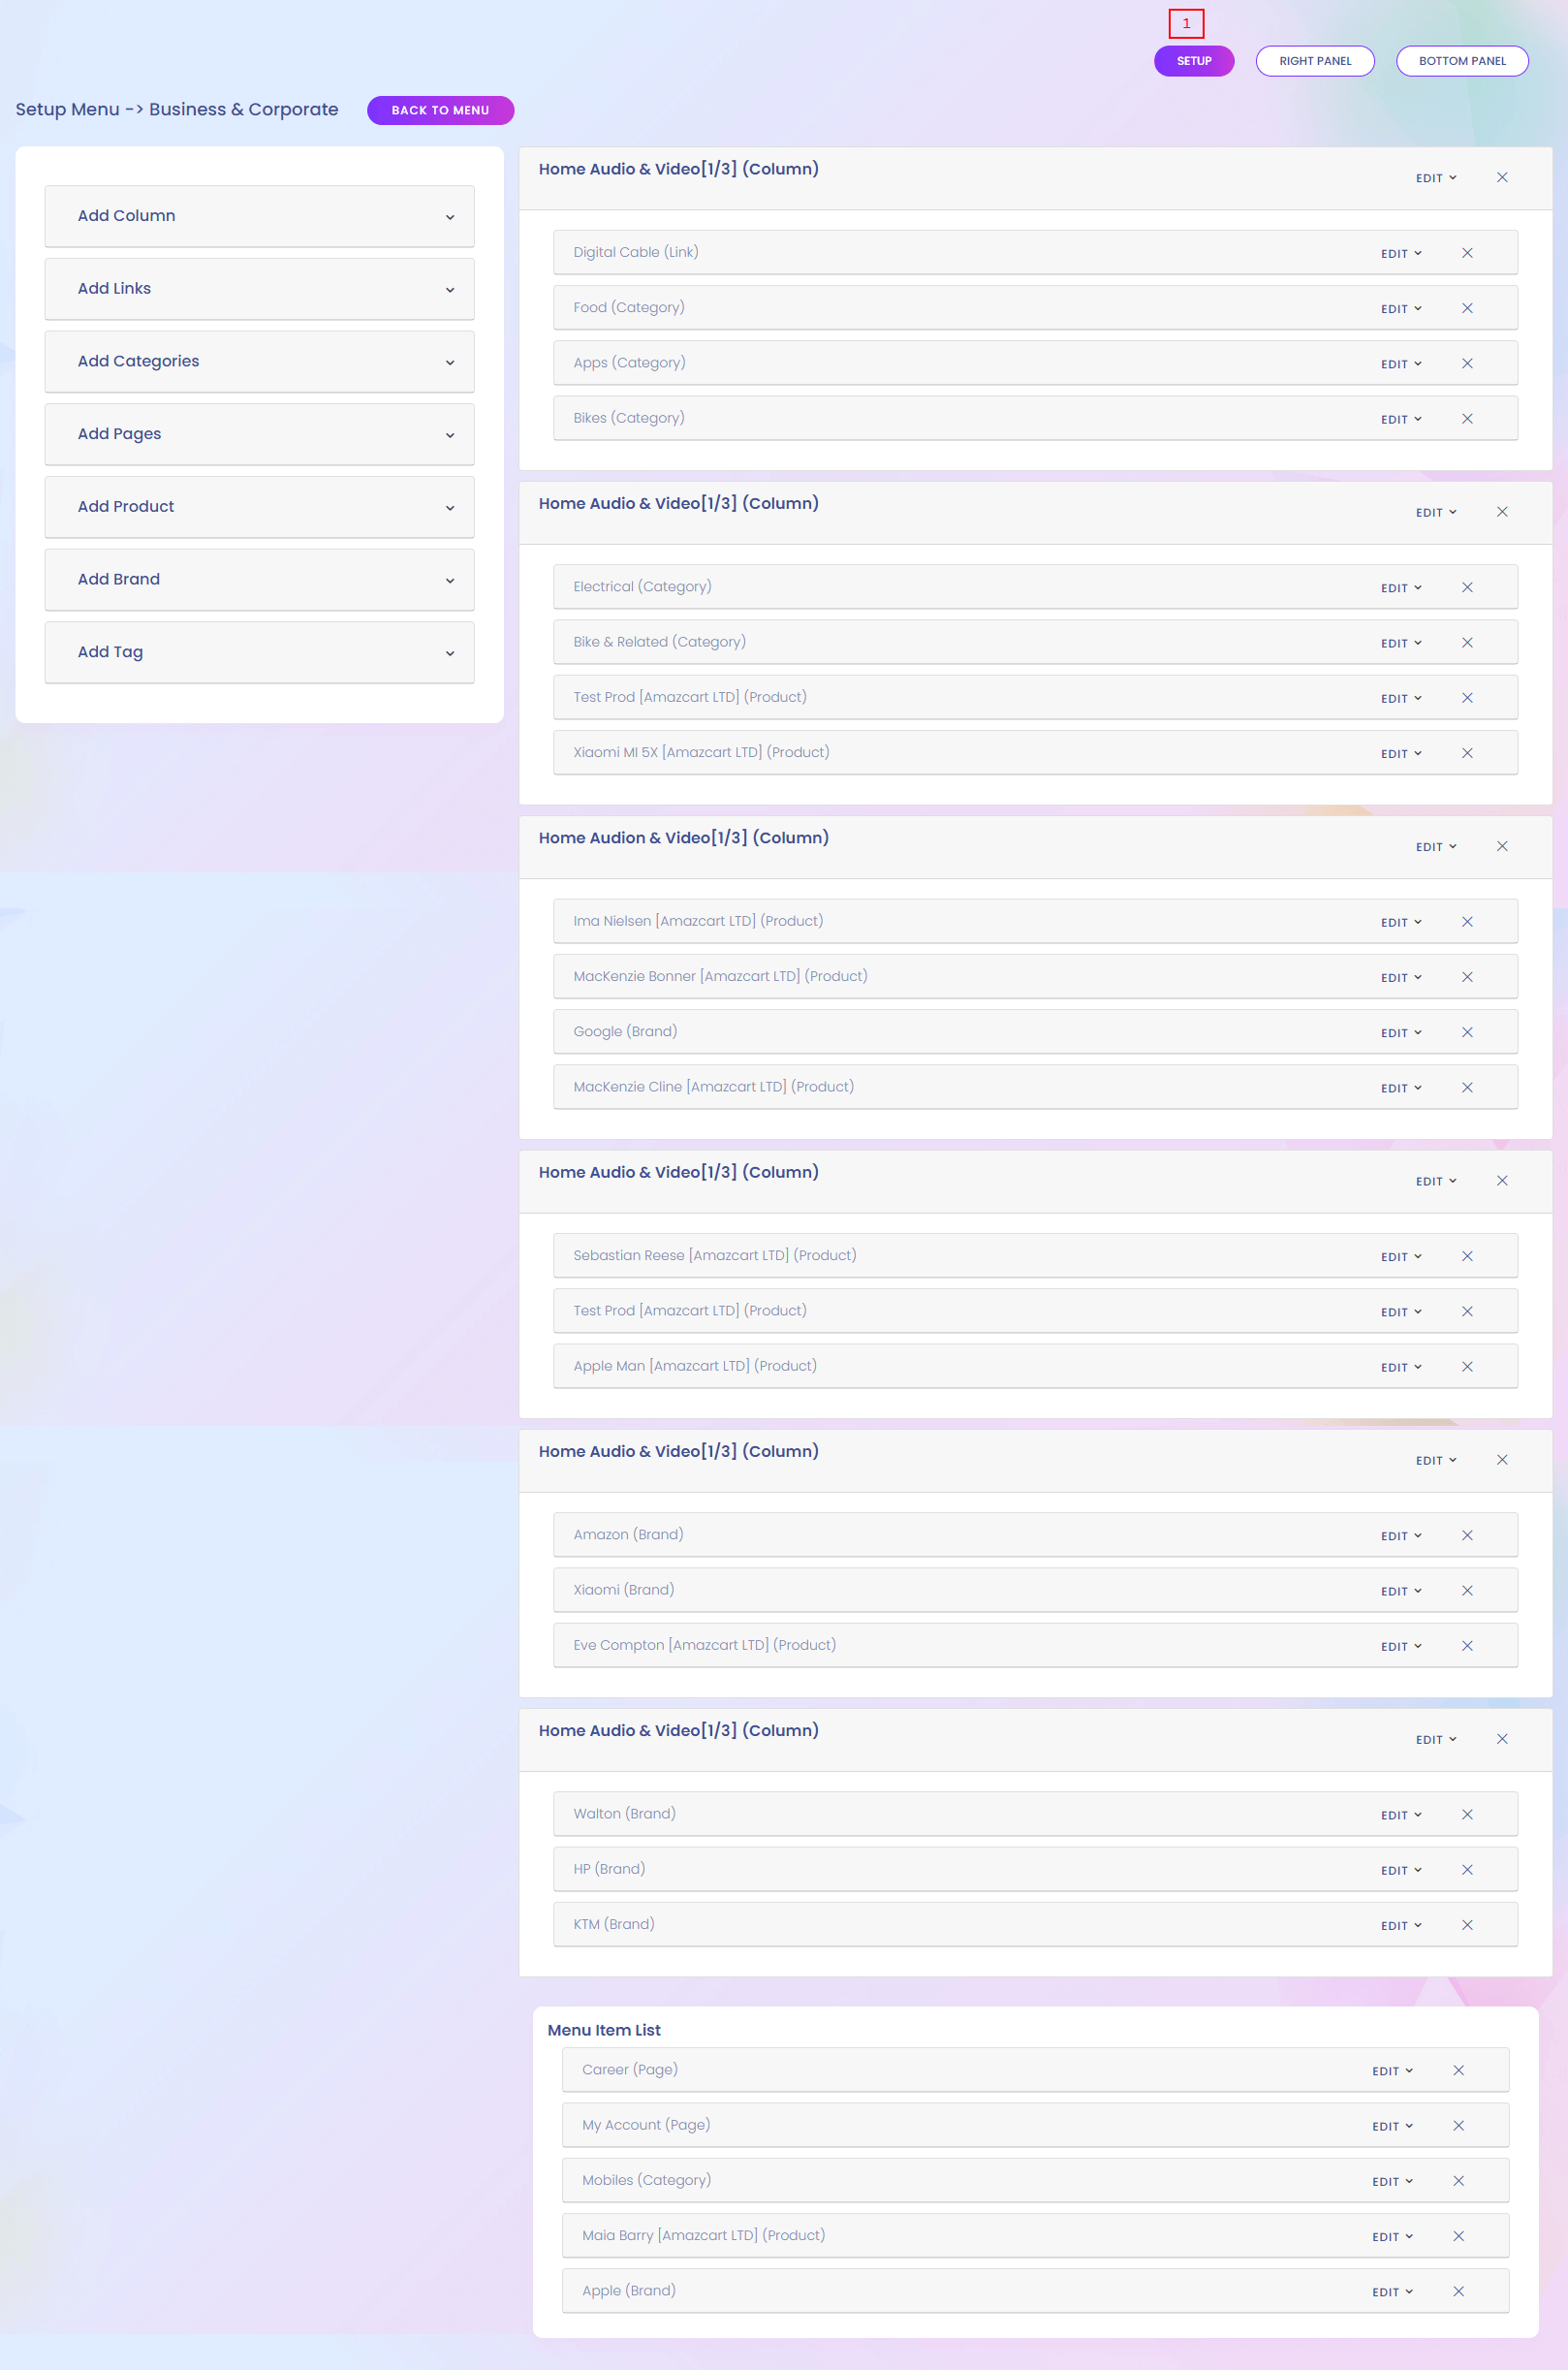 1
SETUP RIGHT PANEL BOTTOM PANEL
Setup Menu -> Business & Corporate BACK TO MENU
Add Column
Add Links
Add Categories
Add Pages
Add Product
Add Brand
Add Tag
Home Audio & Video[1/3] (Column) EDIT
Digital Cable (Link) EDIT
Food (Category) EDIT
Apps (Category) EDIT
Bikes (Category) EDIT
Home Audio & Video[1/3] (Column) EDIT
Electrical (Category) EDIT
Bike & Related (Category) EDIT
Test Prod [Amazcart LTD] (Product) EDIT
Xiaomi MI 5X [Amazcart LTD] (Product) EDIT
Home Audion & Video[1/3] (Column) EDIT
Ima Nielsen [Amazcart LTD] (Product) EDIT
MacKenzie Bonner [Amazcart LTD] (Product) EDIT
Google (Brand) EDIT
MacKenzie Cline [Amazcart LTD] (Product) EDIT
Home Audio & Video[1/3] (Column) EDIT
Sebastian Reese [Amazcart LTD] (Product) EDIT
Test Prod [Amazcart LTD] (Product) EDIT
Apple Man [Amazcart LTD] (Product) EDIT
Home Audio & Video[1/3] (Column) EDIT
Amazon (Brand) EDIT
Xiaomi (Brand) EDIT
Eve Compton [Amazcart LTD] (Product) EDIT
Home Audio & Video[1/3] (Column) EDIT
Walton (Brand) EDIT
HP (Brand) EDIT
KTM (Brand) EDIT
Menu Item List
Career (Page) EDIT
My Account (Page) EDIT
Mobiles (Category) EDIT
Maia Barry [Amazcart LTD] (Product) EDIT
Apple (Brand) EDIT